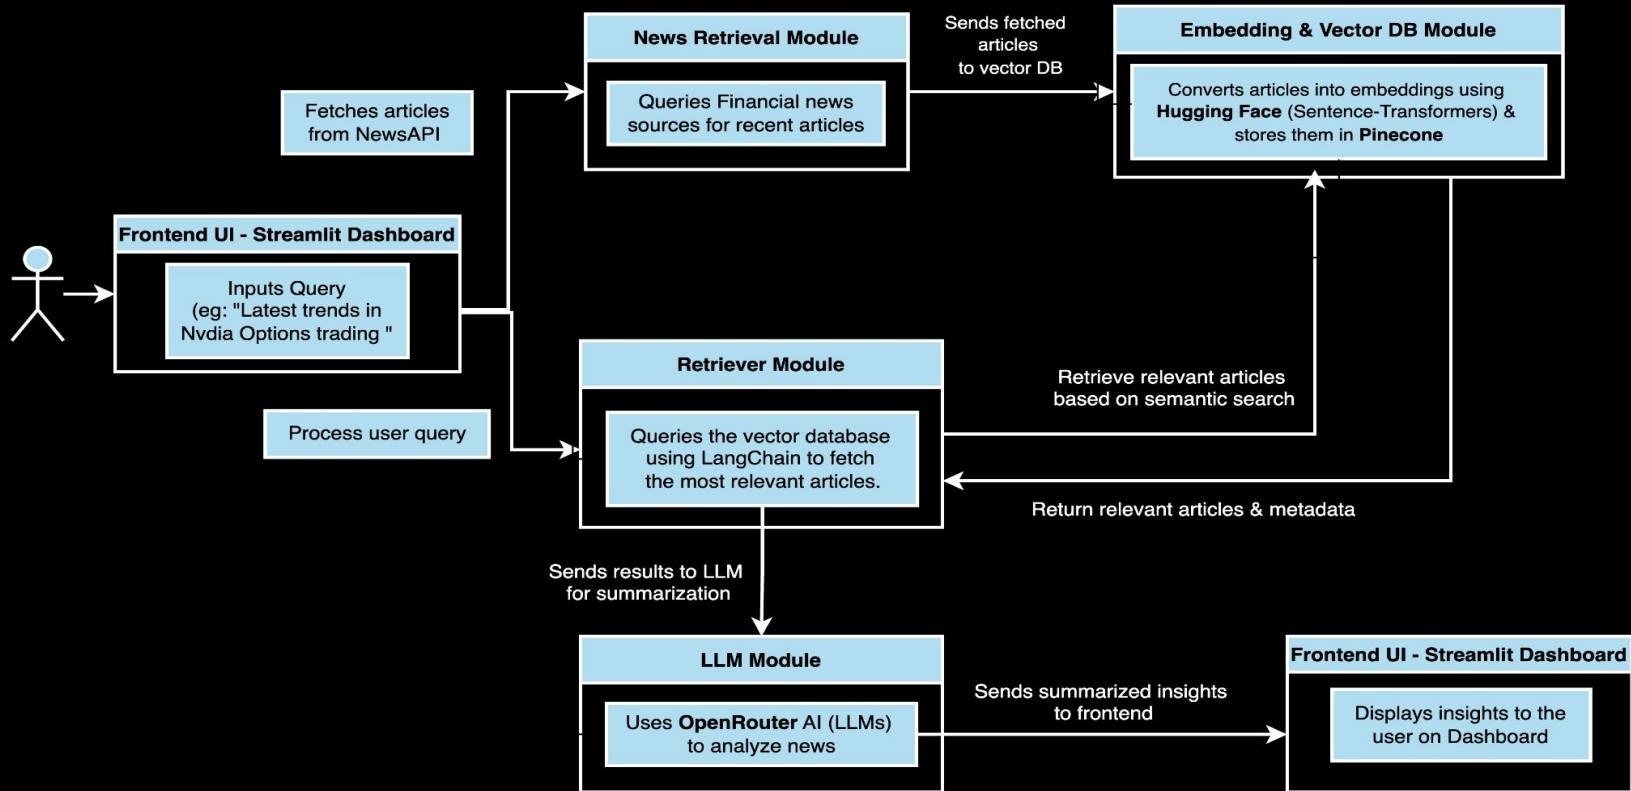 News Retrieval Module
Queries Financial news
sources for recent articles
Sends fetched
articles
to vector DB
Embedding & Vector DB Module
Converts articles into embeddings using
Hugging Face (Sentence-Transformers) &
stores them in Pinecone
Fetches articles
from NewsAPI
Frontend UI - Streamlit Dashboard
Inputs Query
(eg: "Latest trends in
Nvdia Options trading "
Process user query
Retriever Module
Queries the vector database
using LangChain to fetch
the most relevant articles.
Retrieve relevant articles
based on semantic search
Return relevant articles & metadata
Sends results to LLM
for summarization
LLM Module
Uses OpenRouter AI (LLMs)
to analyze news
Sends summarized insights
to frontend
Frontend UI - Streamlit Dashboard
Displays insights to the
user on Dashboard